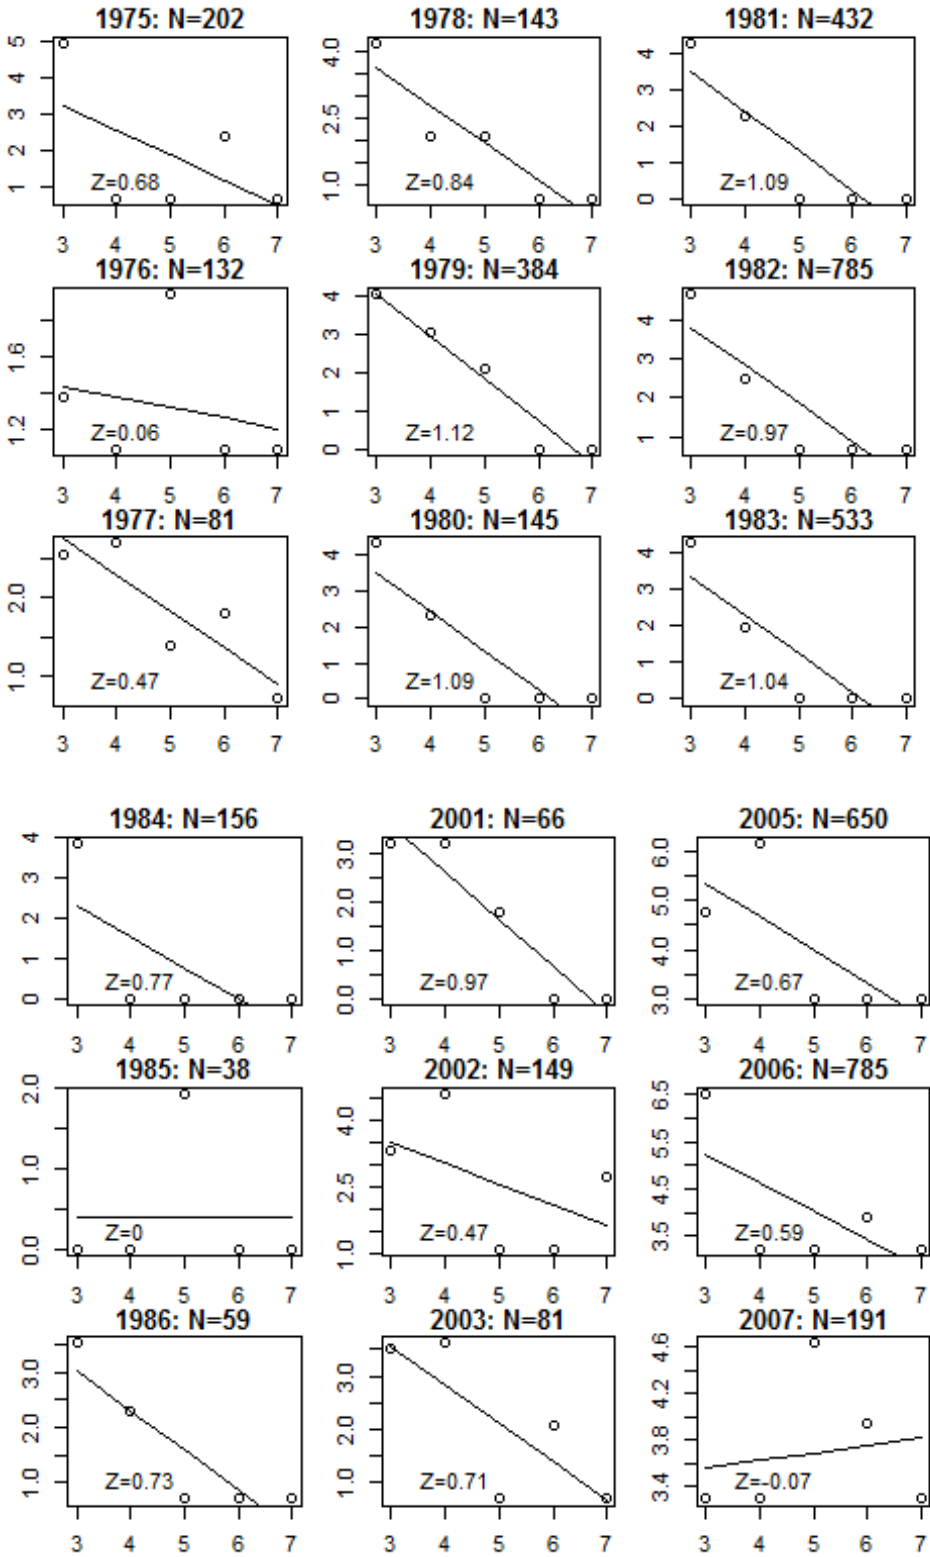 1975: N=202
5
4
3
2
1
Z=0.68
3 4 5 6 7
1978: N=143
4.0
2.5
1.0
Z=0.84
3 4 5 6 7
1981: N=432
4
3
2
1
0
Z=1.09
3 4 5 6 7
1976: N=132
1.6
1.2
Z=0.06
3 4 5 6 7
1979: N=384
4
3
2
1
0
Z=1.12
3 4 5 6 7
1982: N=785
4
3
2
1
Z=0.97
3 4 5 6 7
1977: N=81
2.0
1.0
Z=0.47
3 4 5 6 7
1980: N=145
4
3
2
1
0
Z=1.09
3 4 5 6 7
1983: N=533
4
3
2
1
0
Z=1.04
3 4 5 6 7
1984: N=156
4
3
2
1
0
Z=0.77
3 4 5 6 7
2001: N=66
3.0
2.0
1.0
0.0
Z=0.97
3 4 5 6 7
2005: N=650
6.0
5.0
4.0
3.0
Z=0.67
3 4 5 6 7
1985: N=38
2.0
1.0
0.0
Z=0
3 4 5 6 7
2002: N=149
4.0
2.5
1.0
Z=0.47
3 4 5 6 7
2006: N=785
6.5
5.5
4.5
3.5
Z=0.59
3 4 5 6 7
1986: N=59
3.0
2.0
1.0
Z=0.73
3 4 5 6 7
2003: N=81
3.0
2.0
1.0
Z=0.71
3 4 5 6 7
2007: N=191
4.6
4.2
3.8
3.4
Z=-0.07
3 4 5 6 7